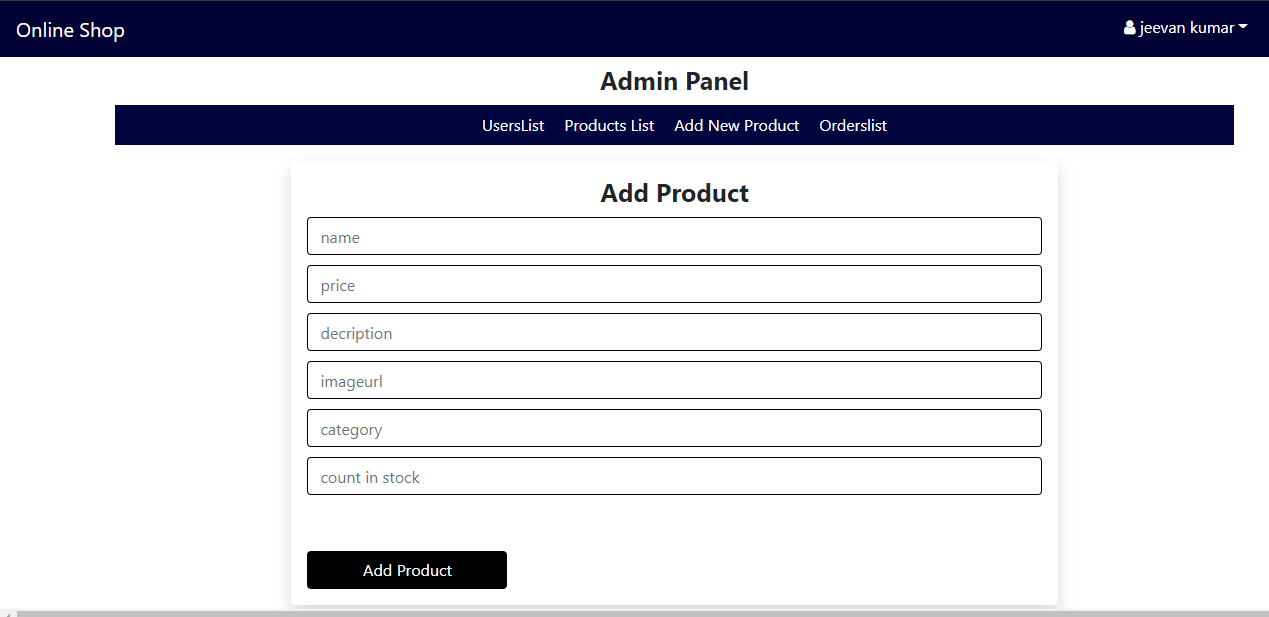 Online Shop
jeevan kumar
Admin Panel
UsersList Products List Add New Product Orderslist
Add Product
name
price
decription
imageurl
category
count in stock
Add Product